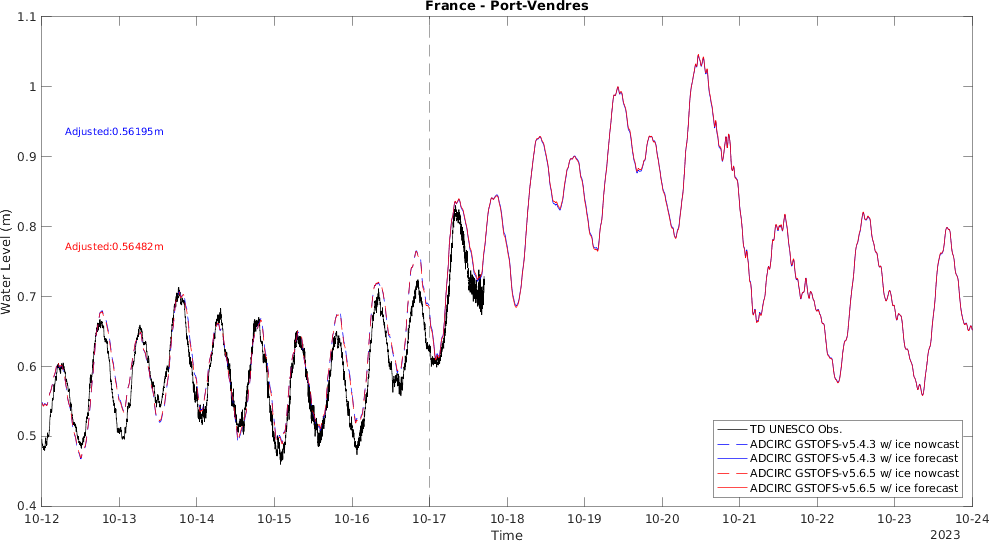 France - Port-Vendres
1.1
1
0.9
0.8
0.7
0.6
0.5
0.4
Water Level (m)
Adjusted:0.56195m
Adjusted:0.56482m
TD UNESCO Obs.
ADCIRC GSTOFS-v5.4.3 w/ ice nowcast
ADCIRC GSTOFS-v5.4.3 w/ ice forecast
ADCIRC GSTOFS-v5.6.5 w/ ice nowcast
ADCIRC GSTOFS-v5.6.5 w/ ice forecast
10-12 10-13 10-14 10-15 10-16 10-17 10-18 10-19 10-20 10-21 10-22 10-23 10-24
Time
2023